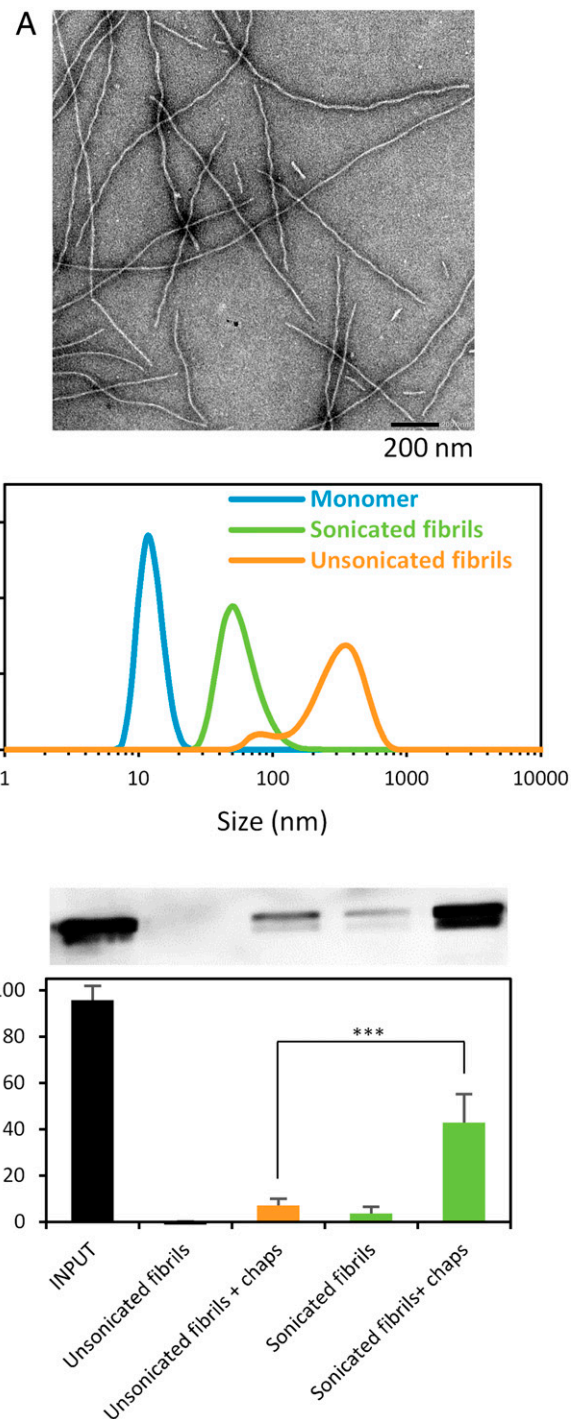 A
200 nm
Monomer
Sonicated fibrils
Unsonicated fibrils
1 10 100 1000 10000
Size (nm)
***
100
80
60
40
20
0
INPUT
Unsonicated fibrils
Unsonicated fibrils + chaps
Sonicated fibrils
Sonicated fibrils+ chaps